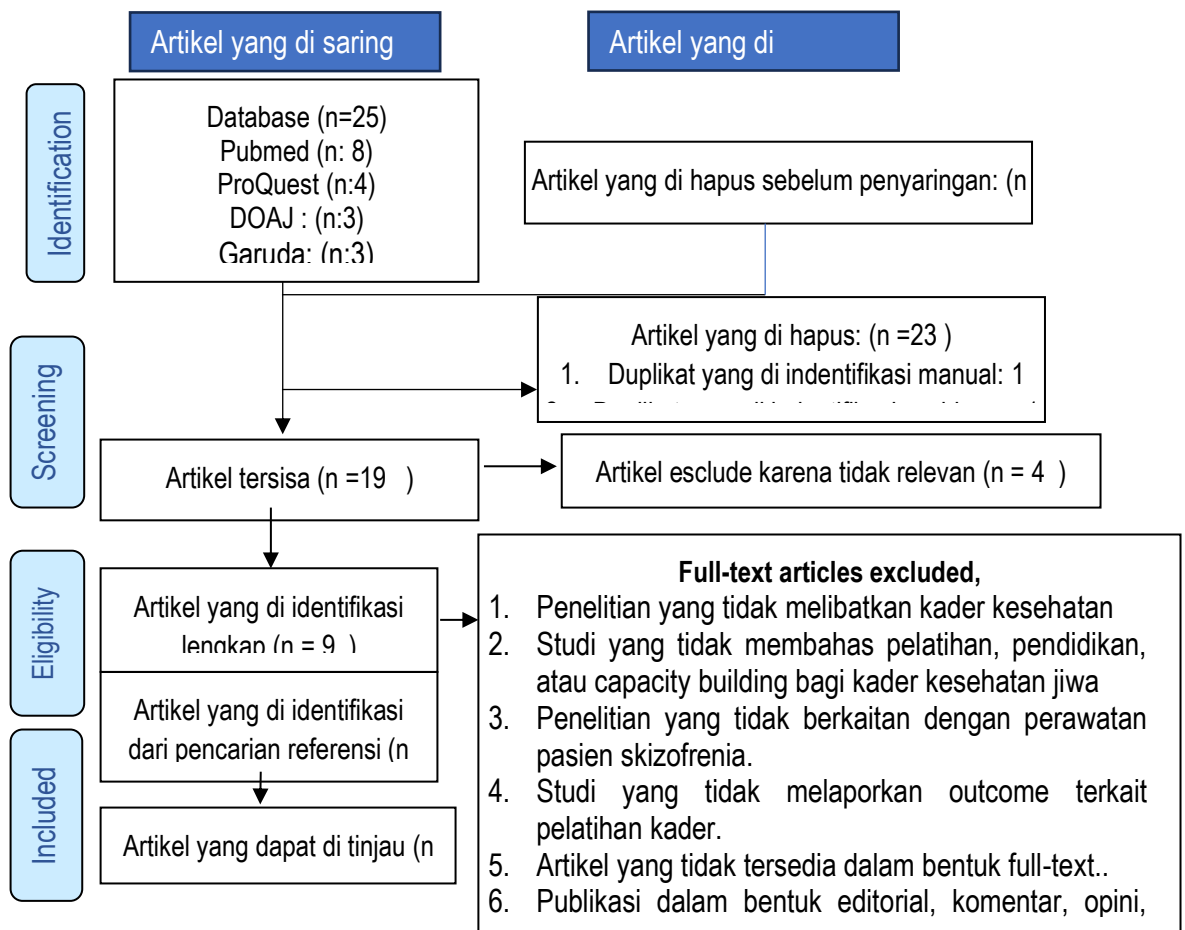 Artikel yang di saring
Artikel yang di
Identification
Database (n=25)
Pubmed (n: 8)
ProQuest (n:4)
DOAJ : (n:3)
Garuda: (n:3)
Artikel yang di hapus sebelum penyaringan: (n
Screening
Artikel yang di hapus: (n =23 )
1. Duplikat yang di indentifikasi manual: 1
Artikel tersisa (n =19 )
Artikel esclude karena tidak relevan (n = 4 )
Eligibility
Artikel yang di identifikasi
lengkap (n = 9 )
Artikel yang di identifikasi
dari pencarian referensi (n
Full-text articles excluded,
1. Penelitian yang tidak melibatkan kader kesehatan
2. Studi yang tidak membahas pelatihan, pendidikan,
atau capacity building bagi kader kesehatan jiwa
3. Penelitian yang tidak berkaitan dengan perawatan
pasien skizofrenia.
4. Studi yang tidak melaporkan outcome terkait
pelatihan kader.
5. Artikel yang tidak tersedia dalam bentuk full-text..
6. Publikasi dalam bentuk editorial, komentar, opini,
Included
Artikel yang dapat di tinjau (n